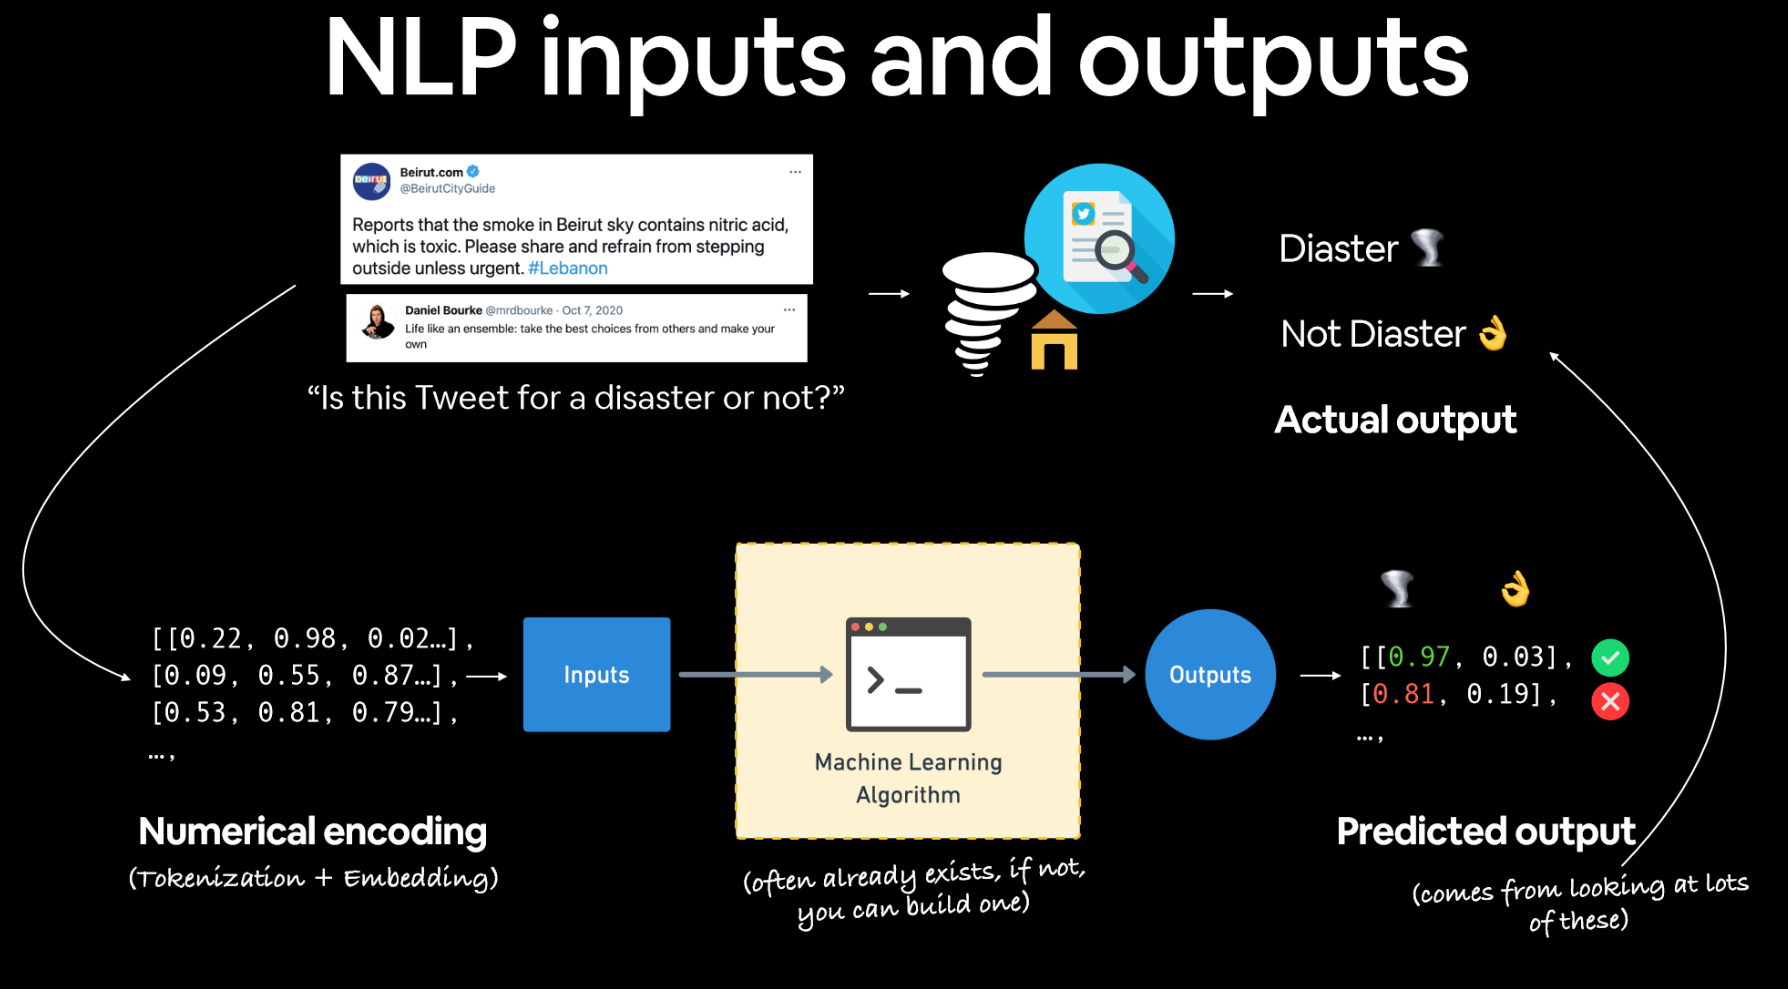 NLP inputs and outputs
beirut
Beirut.com
@BeirutCityGuide
Reports that the smoke in Beirut sky contains nitric acid,
which is toxic. Please share and refrain from stepping
outside unless urgent. #Lebanon
Daniel Bourke @mrdbourke · Oct 7, 2020
Life like an ensemble: take the best choices from others and make your
own
“Is this Tweet for a disaster or not?”
Diaster
Not Diaster
Actual output
[[0.22, 0.98, 0.02…],
[0.09, 0.55, 0.87…],
[0.53, 0.81, 0.79…],
…,
Numerical encoding
(Tokenization + Embedding)
Inputs
Machine Learning
Algorithm
(often already exists, if not,
you can build one)
Outputs
[[0.97, 0.03],
[0.81, 0.19],
…,
Predicted output
(comes from looking at lots
of these)